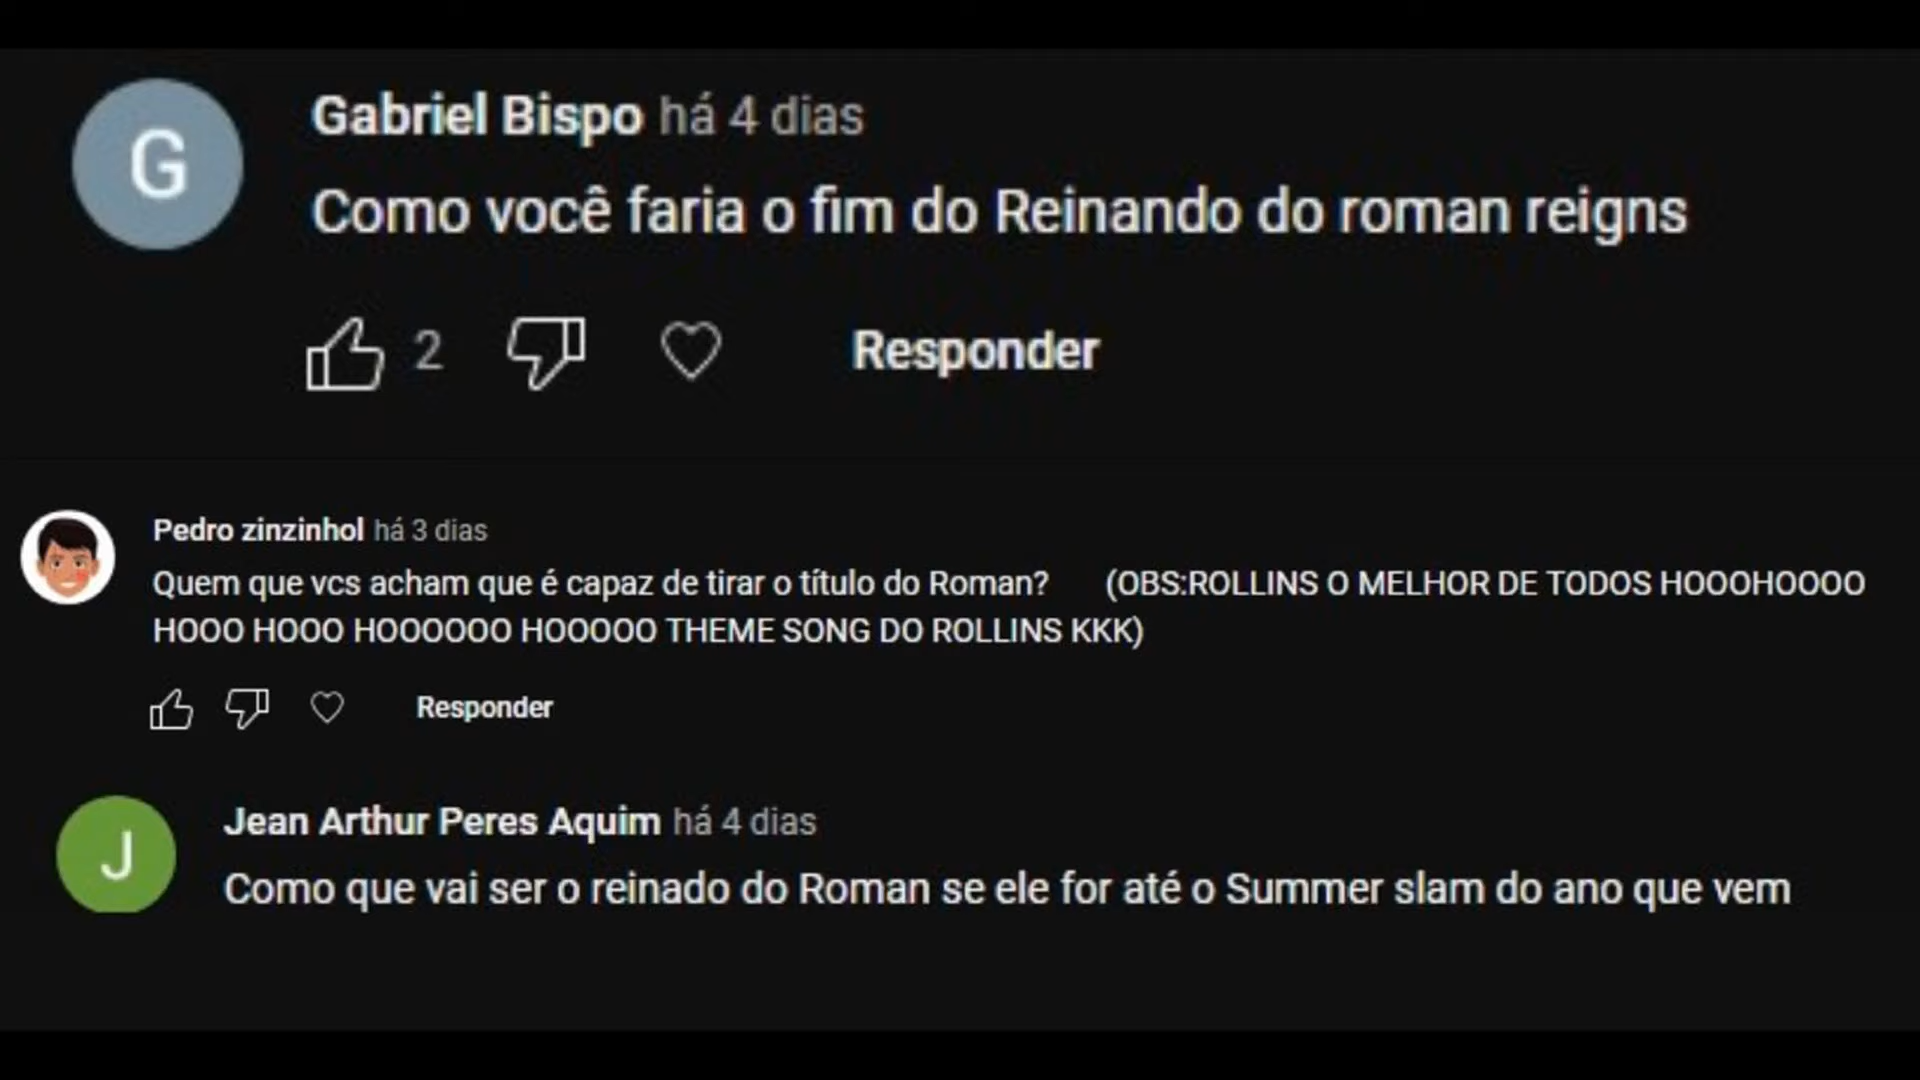 G
Gabriel Bispo há 4 dias
Como você faria o fim do Reinando do roman reigns
2
Responder
Pedro zinzinhol há 3 dias
Quem que vcs acham que é capaz de tirar o título do Roman? (OBS:ROLLINS O MELHOR DE TODOS HOOOHOOOO
HOOO HOOO HOOOOOO HOOOOO THEME SONG DO ROLLINS KKK)
Responder
J
Jean Arthur Peres Aquim há 4 dias
Como que vai ser o reinado do Roman se ele for até o Summer slam do ano que vem